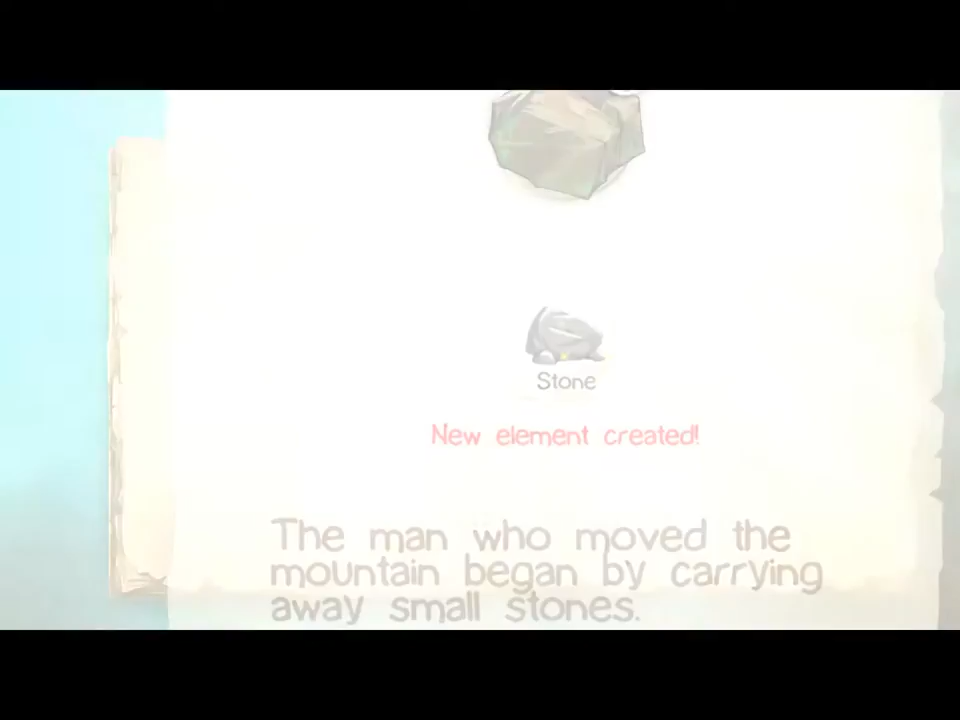 Stone
New element created!
The man who moved the
mountain began by carrying
away small stones.